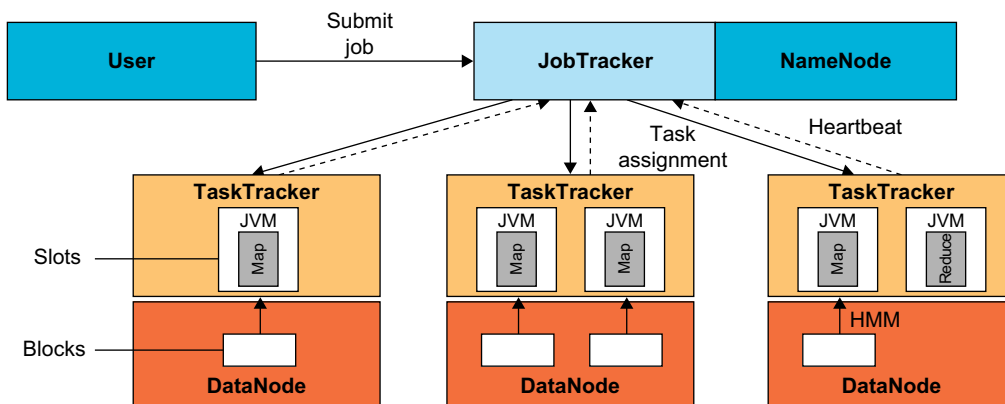 Submit
job
User
JobTracker
NameNode
Task
assignment
Heartbeat
TaskTracker
TaskTracker
TaskTracker
JVM
JVM
JVM
JVM
JVM
Slots
Map
Map
Map
Map
Reduce
HMM
Blocks
DataNode
DataNode
DataNode